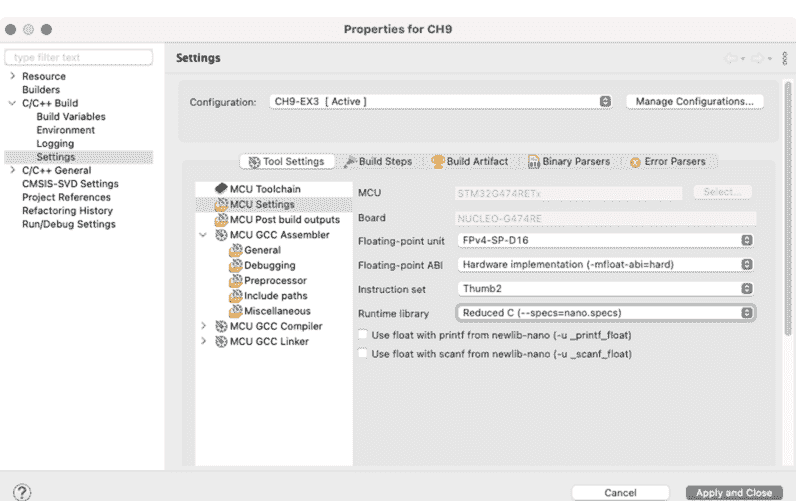 Properties for CH9
type filter text
Settings
Resource
Builders
C/C++ Build
Build Variables
Environment
Logging
Settings
C/C++ General
CMSIS-SVD Settings
Project References
Refactoring History
Run/Debug Settings
Configuration: CH9-EX3 [ Active ] Manage Configurations...
Tool Settings Build Steps Build Artifact Binary Parsers Error Parsers
MCU Toolchain
MCU Settings
MCU Post build outputs
MCU GCC Assembler
General
Debugging
Preprocessor
Include paths
Miscellaneous
MCU GCC Compiler
MCU GCC Linker
MCU STM32G474RETx Select...
Board NUCLEO-G474RE
Floating-point unit FPv4-SP-D16
Floating-point ABI Hardware implementation (-mfloat-abi=hard)
Instruction set Thumb2
Runtime library Reduced C (--specs=nano.specs)
Use float with printf from newlib-nano (-u _printf_float)
Use float with scanf from newlib-nano (-u _scanf_float)
? Cancel Apply and Close